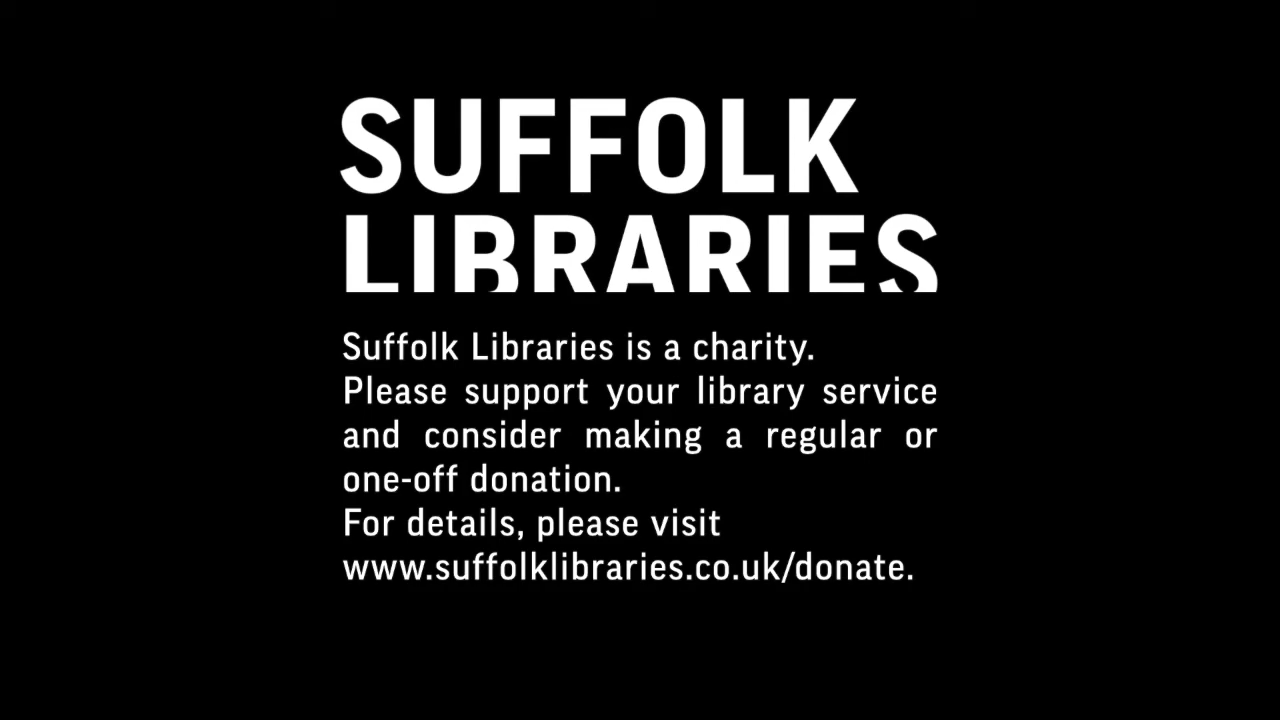 SUFFOLK
LIBRARIES
Suffolk Libraries is a charity.
Please support your library service
and consider making a regular or
one-off donation.
For details, please visit
www.suffolklibraries.co.uk/donate.